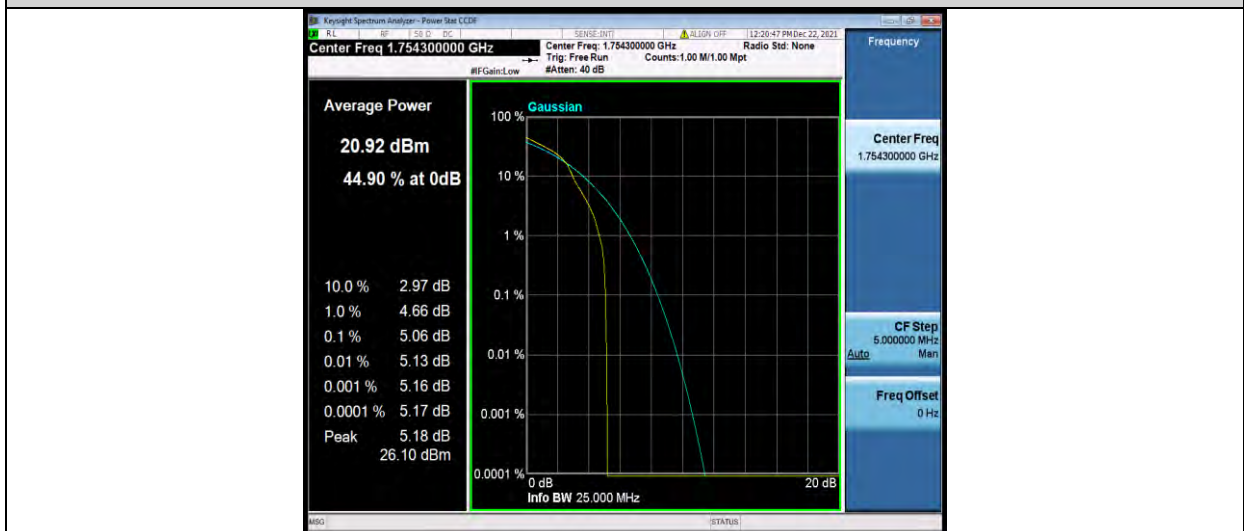 Keysight Spectrum Analyzer - Power Stat CCDF
RL RF 50 Ω DC SENSE:INT ALIGN OFF 12:20:47 PM Dec 22, 2021
Center Freq 1.754300000 GHz
Center Freq: 1.754300000 GHz Radio Std: None
Trig: Free Run Counts:1.00 M/1.00 Mpt
#IFGain:Low #Atten: 40 dB
Frequency
Average Power
20.92 dBm
44.90 % at 0dB
10.0 % 2.97 dB
1.0 % 4.66 dB
0.1 % 5.06 dB
0.01 % 5.13 dB
0.001 % 5.16 dB
0.0001 % 5.17 dB
Peak 5.18 dB
26.10 dBm
Gaussian
100 %
10 %
1 %
0.1 %
0.01 %
0.001 %
0.0001 %
0 dB 20 dB
Info BW 25.000 MHz
Center Freq
1.754300000 GHz
CF Step
5.000000 MHz
Auto Man
Freq Offset
0 Hz
MSG STATUS